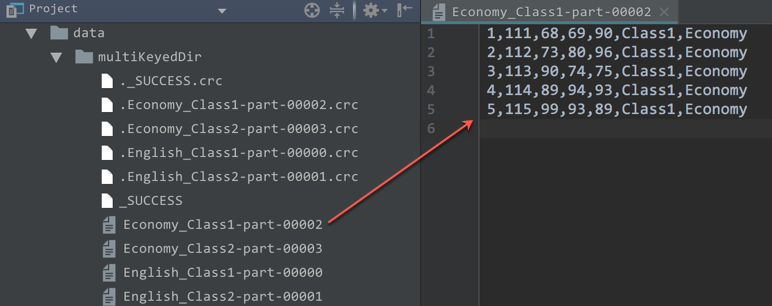 Project
data
multiKeyedDir
._SUCCESS.crc
.Economy_Class1-part-00002.crc
.Economy_Class2-part-00003.crc
.English_Class1-part-00000.crc
.English_Class2-part-00001.crc
_SUCCESS
Economy_Class1-part-00002
Economy_Class2-part-00003
English_Class1-part-00000
English_Class2-part-00001
Economy_Class1-part-00002
1 1,111,68,69,90,Class1,Economy
2 2,112,73,80,96,Class1,Economy
3 3,113,90,74,75,Class1,Economy
4 4,114,89,94,93,Class1,Economy
5 5,115,99,93,89,Class1,Economy
6